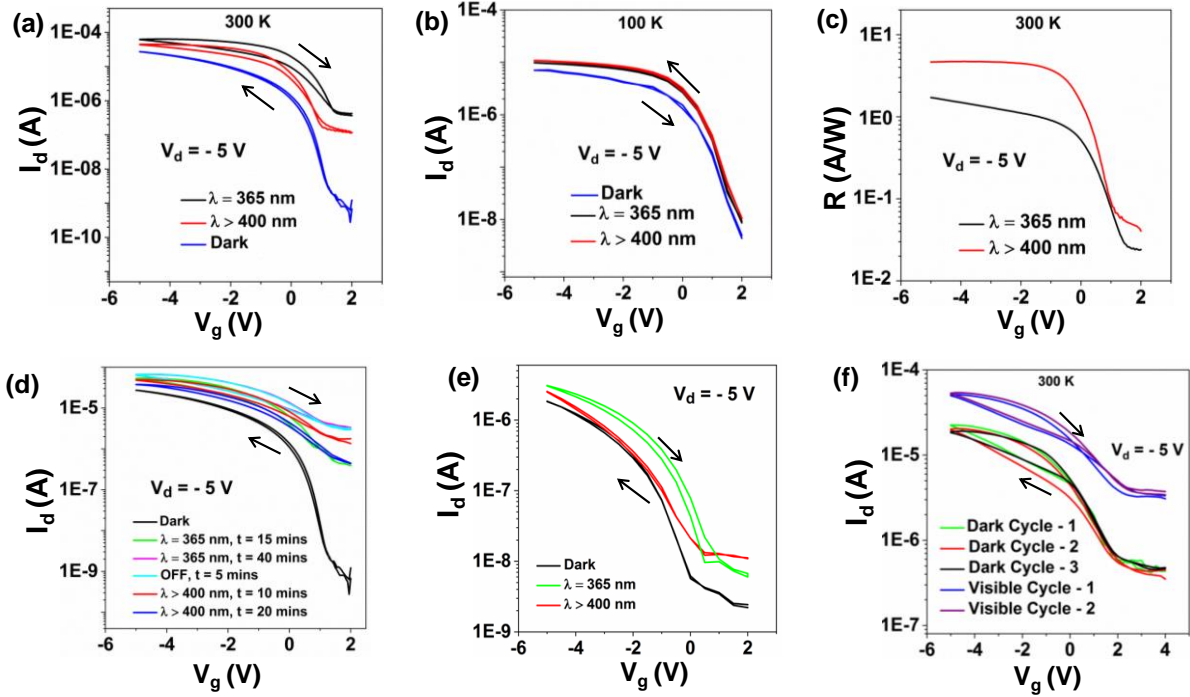 (a)
300 K
1E-04
1E-06
1E-08
1E-10
I_d (A)
V_d = - 5 V
λ = 365 nm
λ > 400 nm
Dark
-6 -4 -2 0 2
V_g (V)
(b)
100 K
1E-4
1E-6
1E-8
I_d (A)
V_d = - 5 V
Dark
λ = 365 nm
λ > 400 nm
-6 -4 -2 0 2
V_g (V)
(c)
300 K
1E1
1E0
1E-1
1E-2
R (A/W)
V_d = - 5 V
λ = 365 nm
λ > 400 nm
-6 -4 -2 0 2
V_g (V)
(d)
1E-5
1E-7
1E-9
I_d (A)
V_d = - 5 V
Dark
λ = 365 nm, t = 15 mins
λ = 365 nm, t = 40 mins
OFF, t = 5 mins
λ > 400 nm, t = 10 mins
λ > 400 nm, t = 20 mins
-6 -4 -2 0 2
V_g (V)
(e)
V_d = - 5 V
1E-6
1E-7
1E-8
1E-9
I_d (A)
Dark
λ = 365 nm
λ > 400 nm
-6 -4 -2 0 2
V_g (V)
(f)
300 K
1E-4
1E-5
1E-6
1E-7
I_d (A)
V_d = - 5 V
Dark Cycle - 1
Dark Cycle - 2
Dark Cycle - 3
Visible Cycle - 1
Visible Cycle - 2
-6 -4 -2 0 2 4
V_g (V)